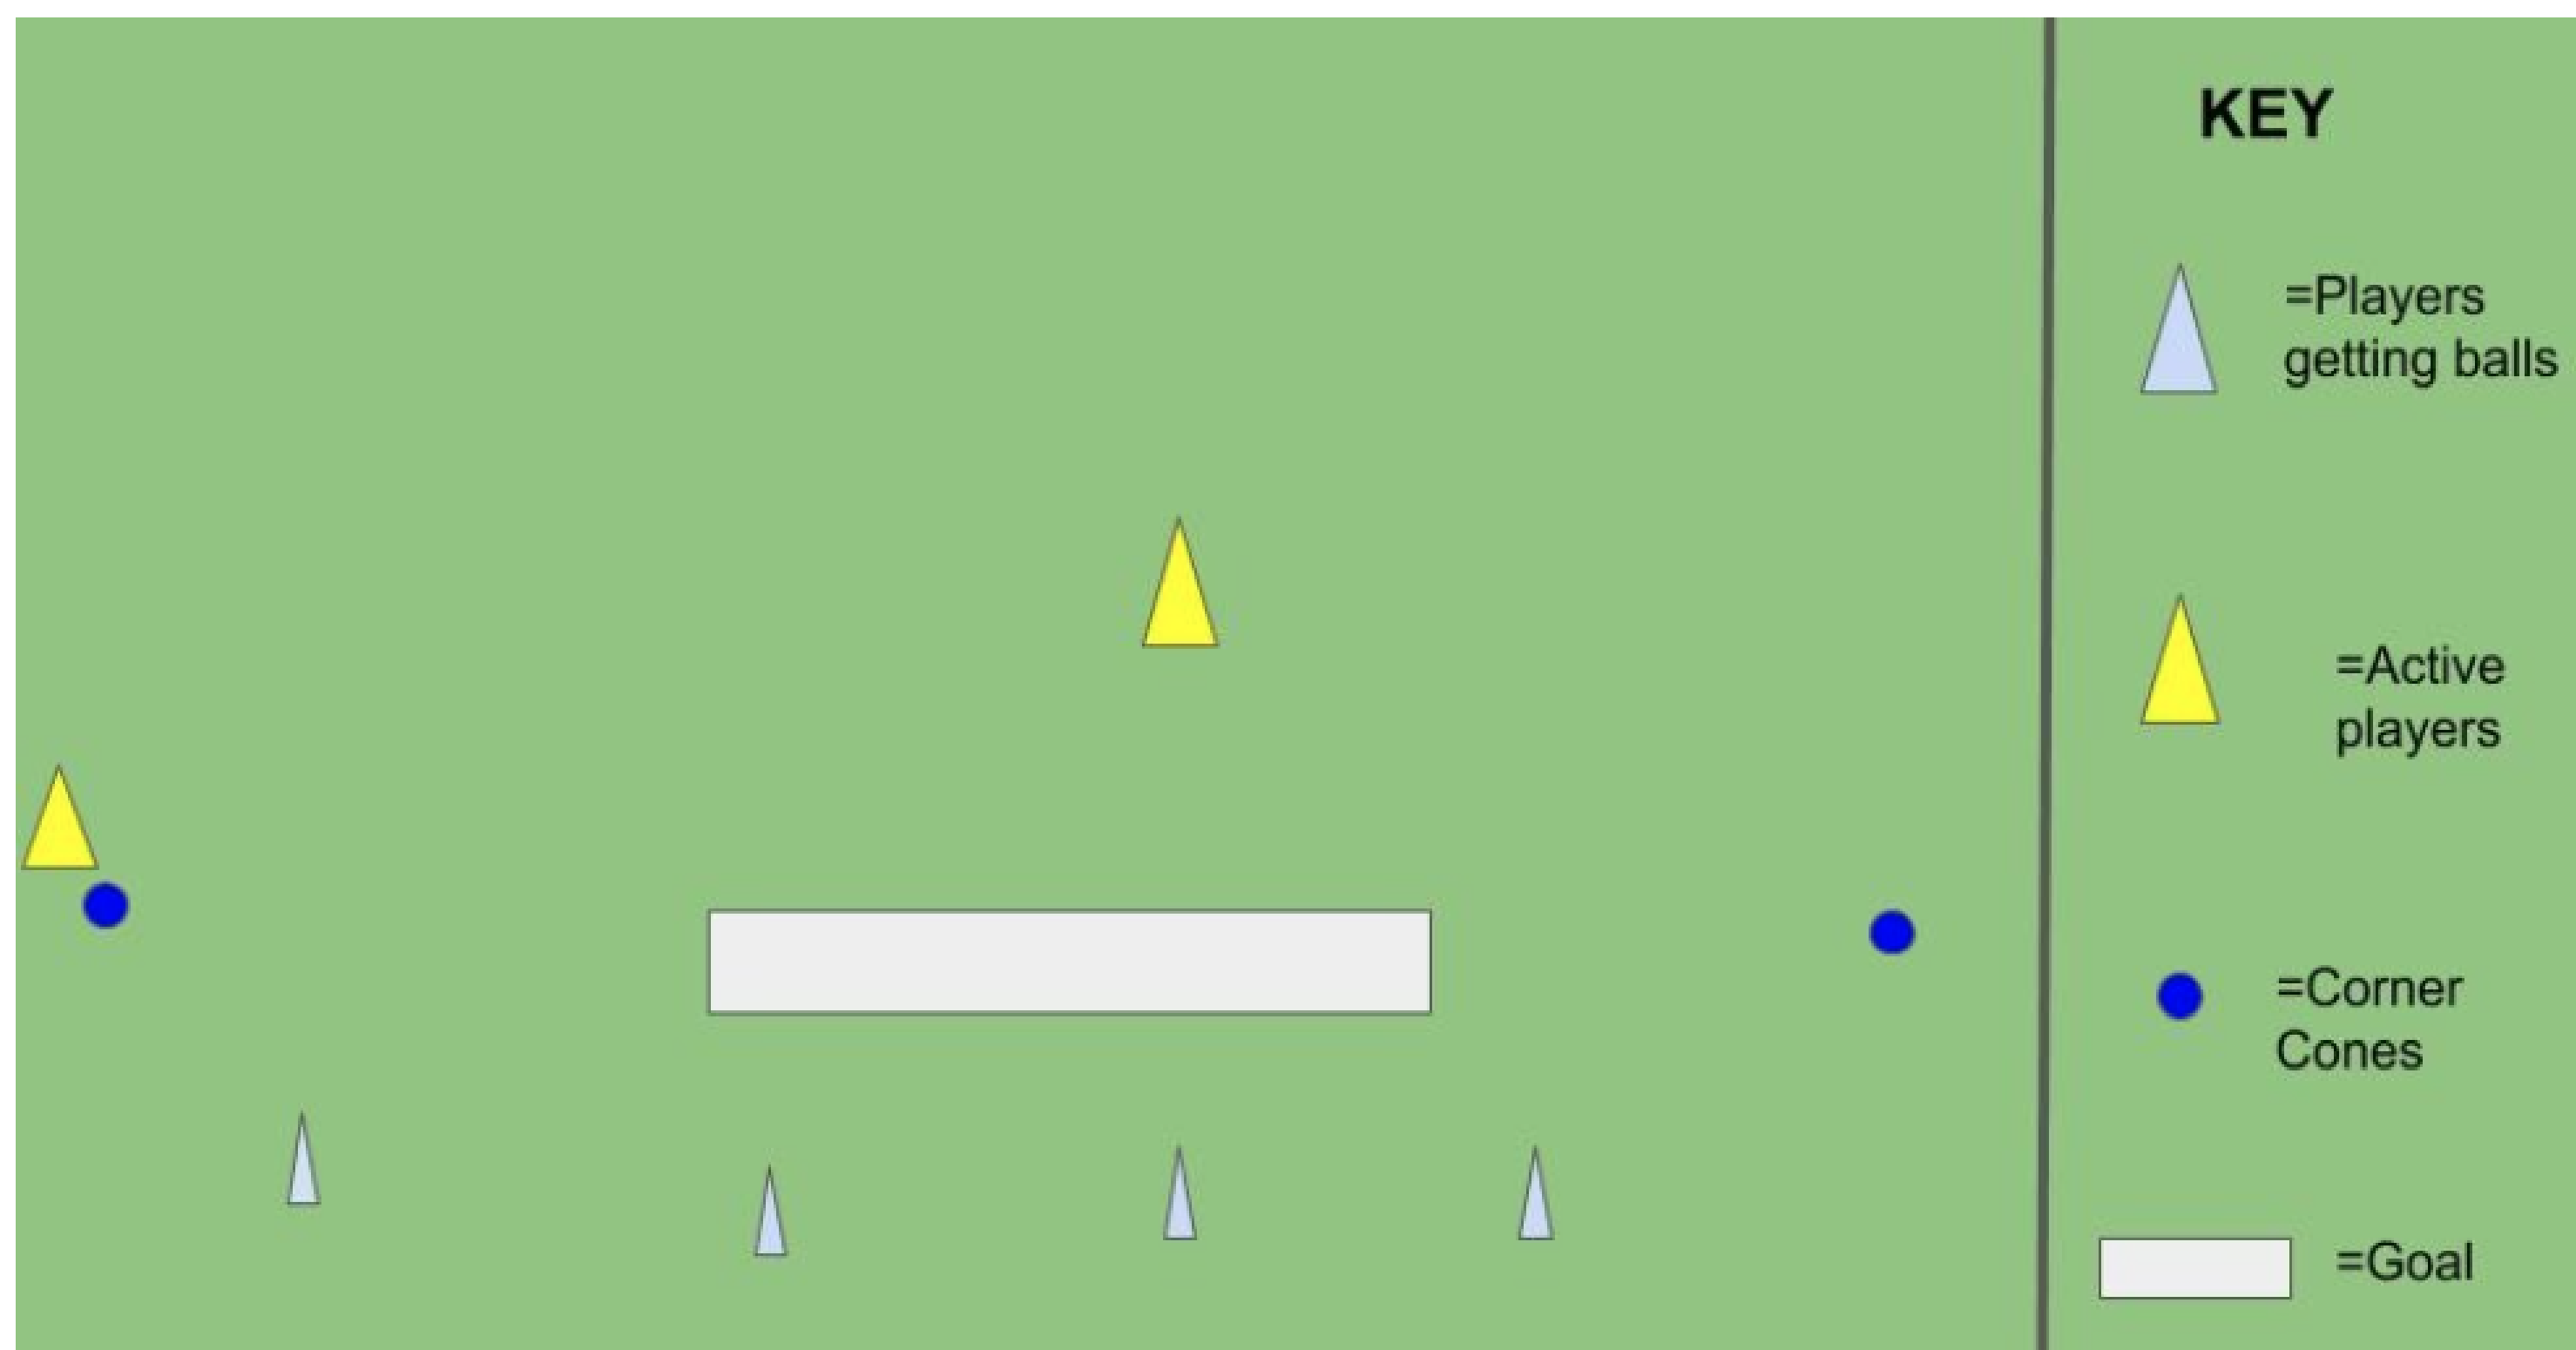 KEY
=Players
getting balls
=Active
players
=Corner
Cones
=Goal